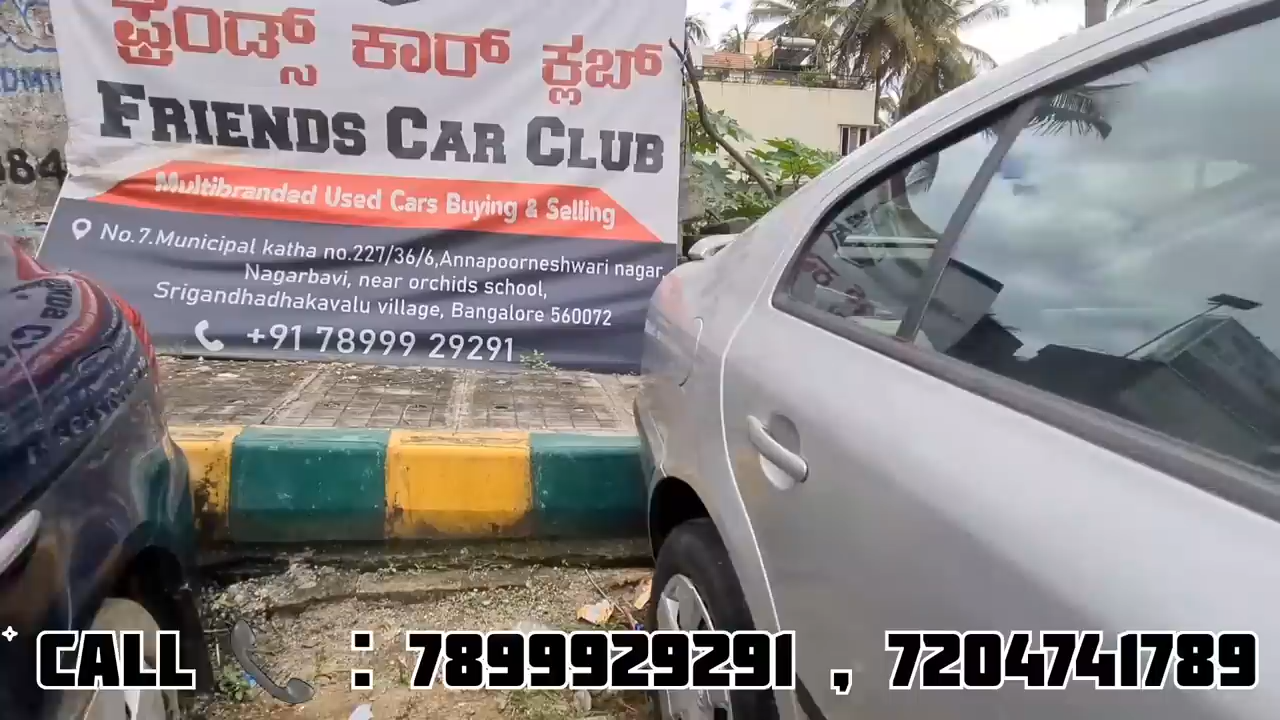 ಫ್ರೆಂಡ್ಸ್ ಕಾರ್ ಕ್ಲಬ್
FRIENDS CAR CLUB
Multibranded Used Cars Buying & Selling
No.7.Municipal katha no.227/36/6,Annapoorneshwari nagar,
Nagarbavi, near orchids school,
Srigandhadhakavalu village, Bangalore 560072
+91 78999 29291
84
CALL : 7899929291 , 7204741789